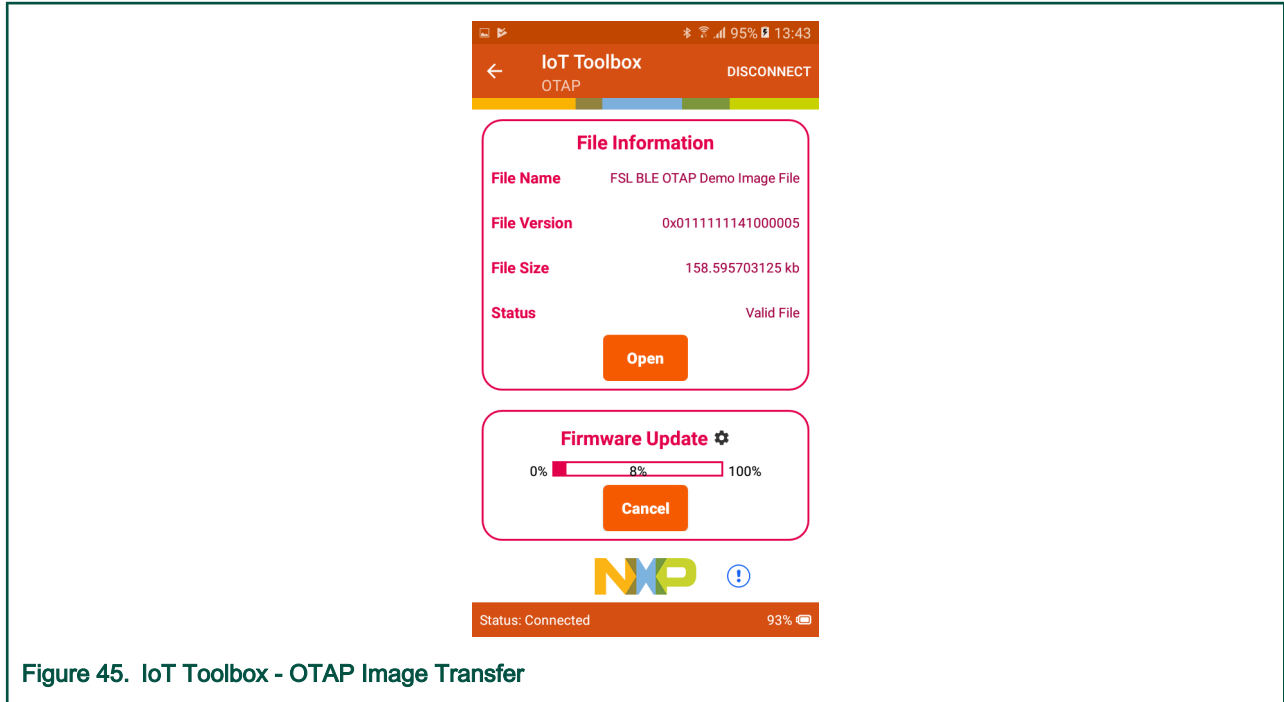 95% 13:43
IoT Toolbox
DISCONNECT
OTAP
File Information
File Name FSL BLE OTAP Demo Image File
File Version 0x0111111141000005
File Size 158.595703125 kb
Status Valid File
Open
Firmware Update
0% 8% 100%
Cancel
NXP
Status: Connected 93%
Figure 45. IoT Toolbox - OTAP Image Transfer